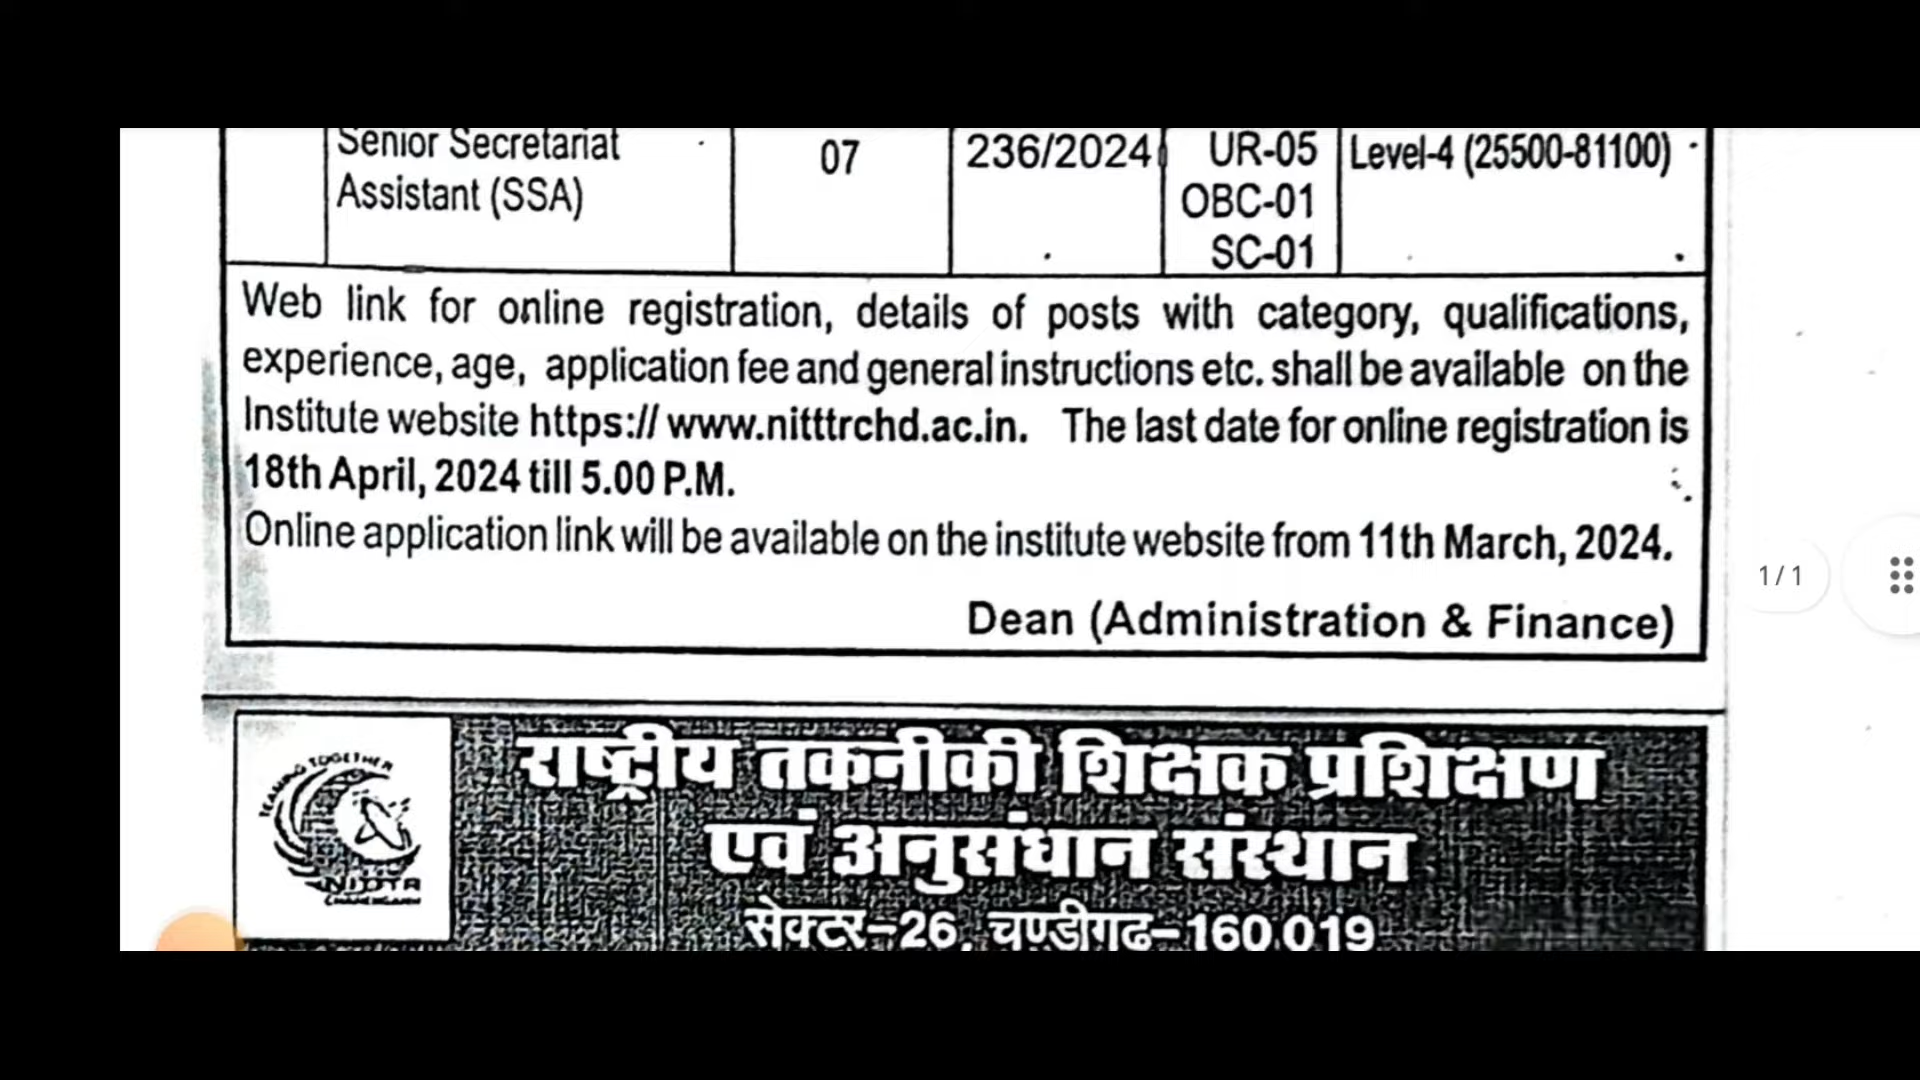 Senior Secretariat
Assistant (SSA)
07
236/2024
UR-05
OBC-01
SC-01
Level-4 (25500-81100)
Web link for online registration, details of posts with category, qualifications,
experience, age, application fee and general instructions etc. shall be available on the
Institute website https:// www.nitttrchd.ac.in. The last date for online registration is
18th April, 2024 till 5.00 P.M.
Online application link will be available on the institute website from 11th March, 2024.
Dean (Administration & Finance)
1 / 1
राष्ट्रीय तकनीकी शिक्षक प्रशिक्षण
एवं अनुसंधान संस्थान
सेक्टर-26, चण्डीगढ-160 019
TOGETHER